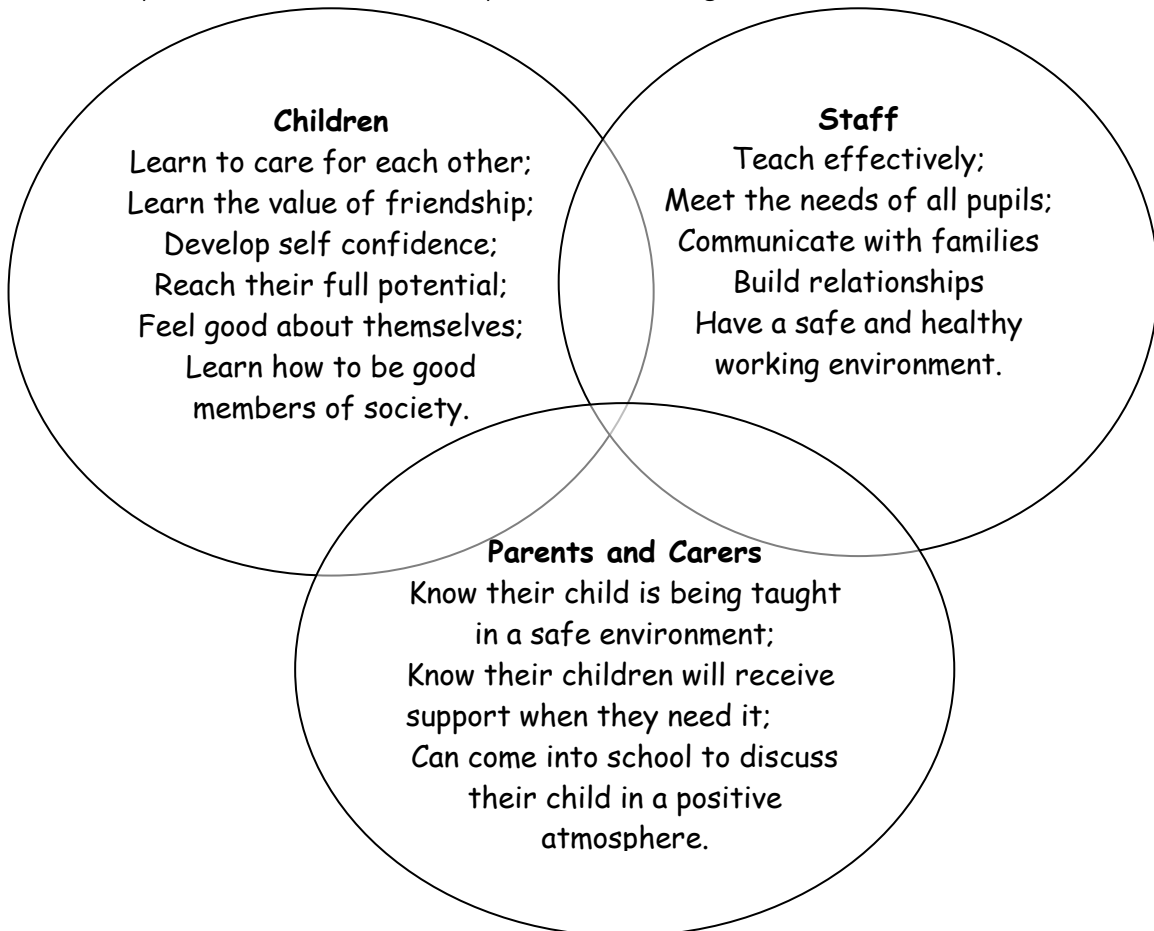 Children
Learn to care for each other;
Learn the value of friendship;
Develop self confidence;
Reach their full potential;
Feel good about themselves;
Learn how to be good
members of society.
Staff
Teach effectively;
Meet the needs of all pupils;
Communicate with families
Build relationships
Have a safe and healthy
working environment.
Parents and Carers
Know their child is being taught
in a safe environment;
Know their children will receive
support when they need it;
Can come into school to discuss
their child in a positive
atmosphere.